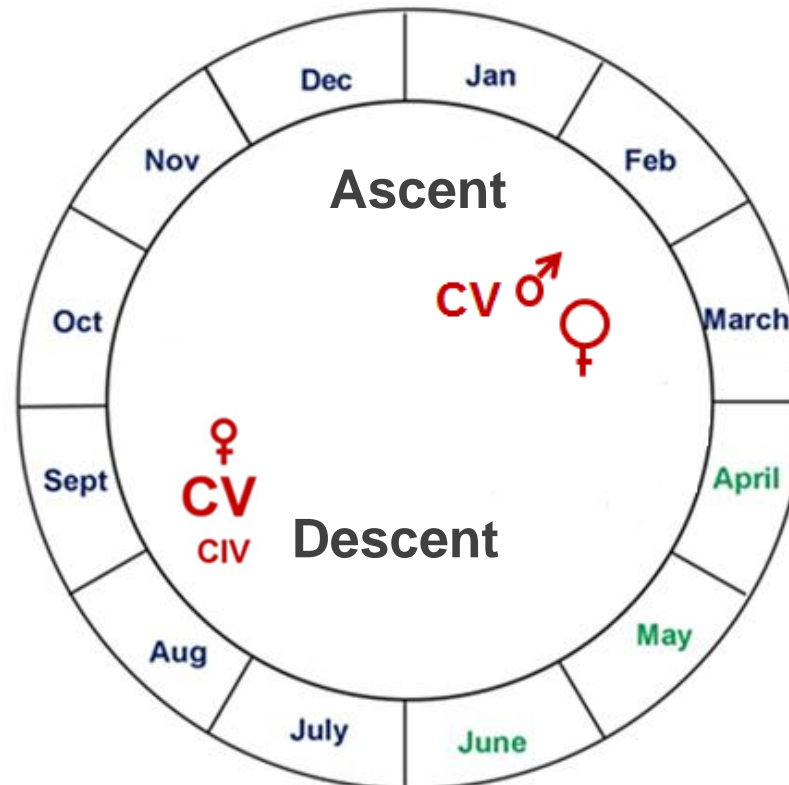 Dec
Jan
Nov
Feb
Ascent
Oct
CV ♂
March
♀
♀
Sept
CV
April
CIV
Descent
May
Aug
July
June